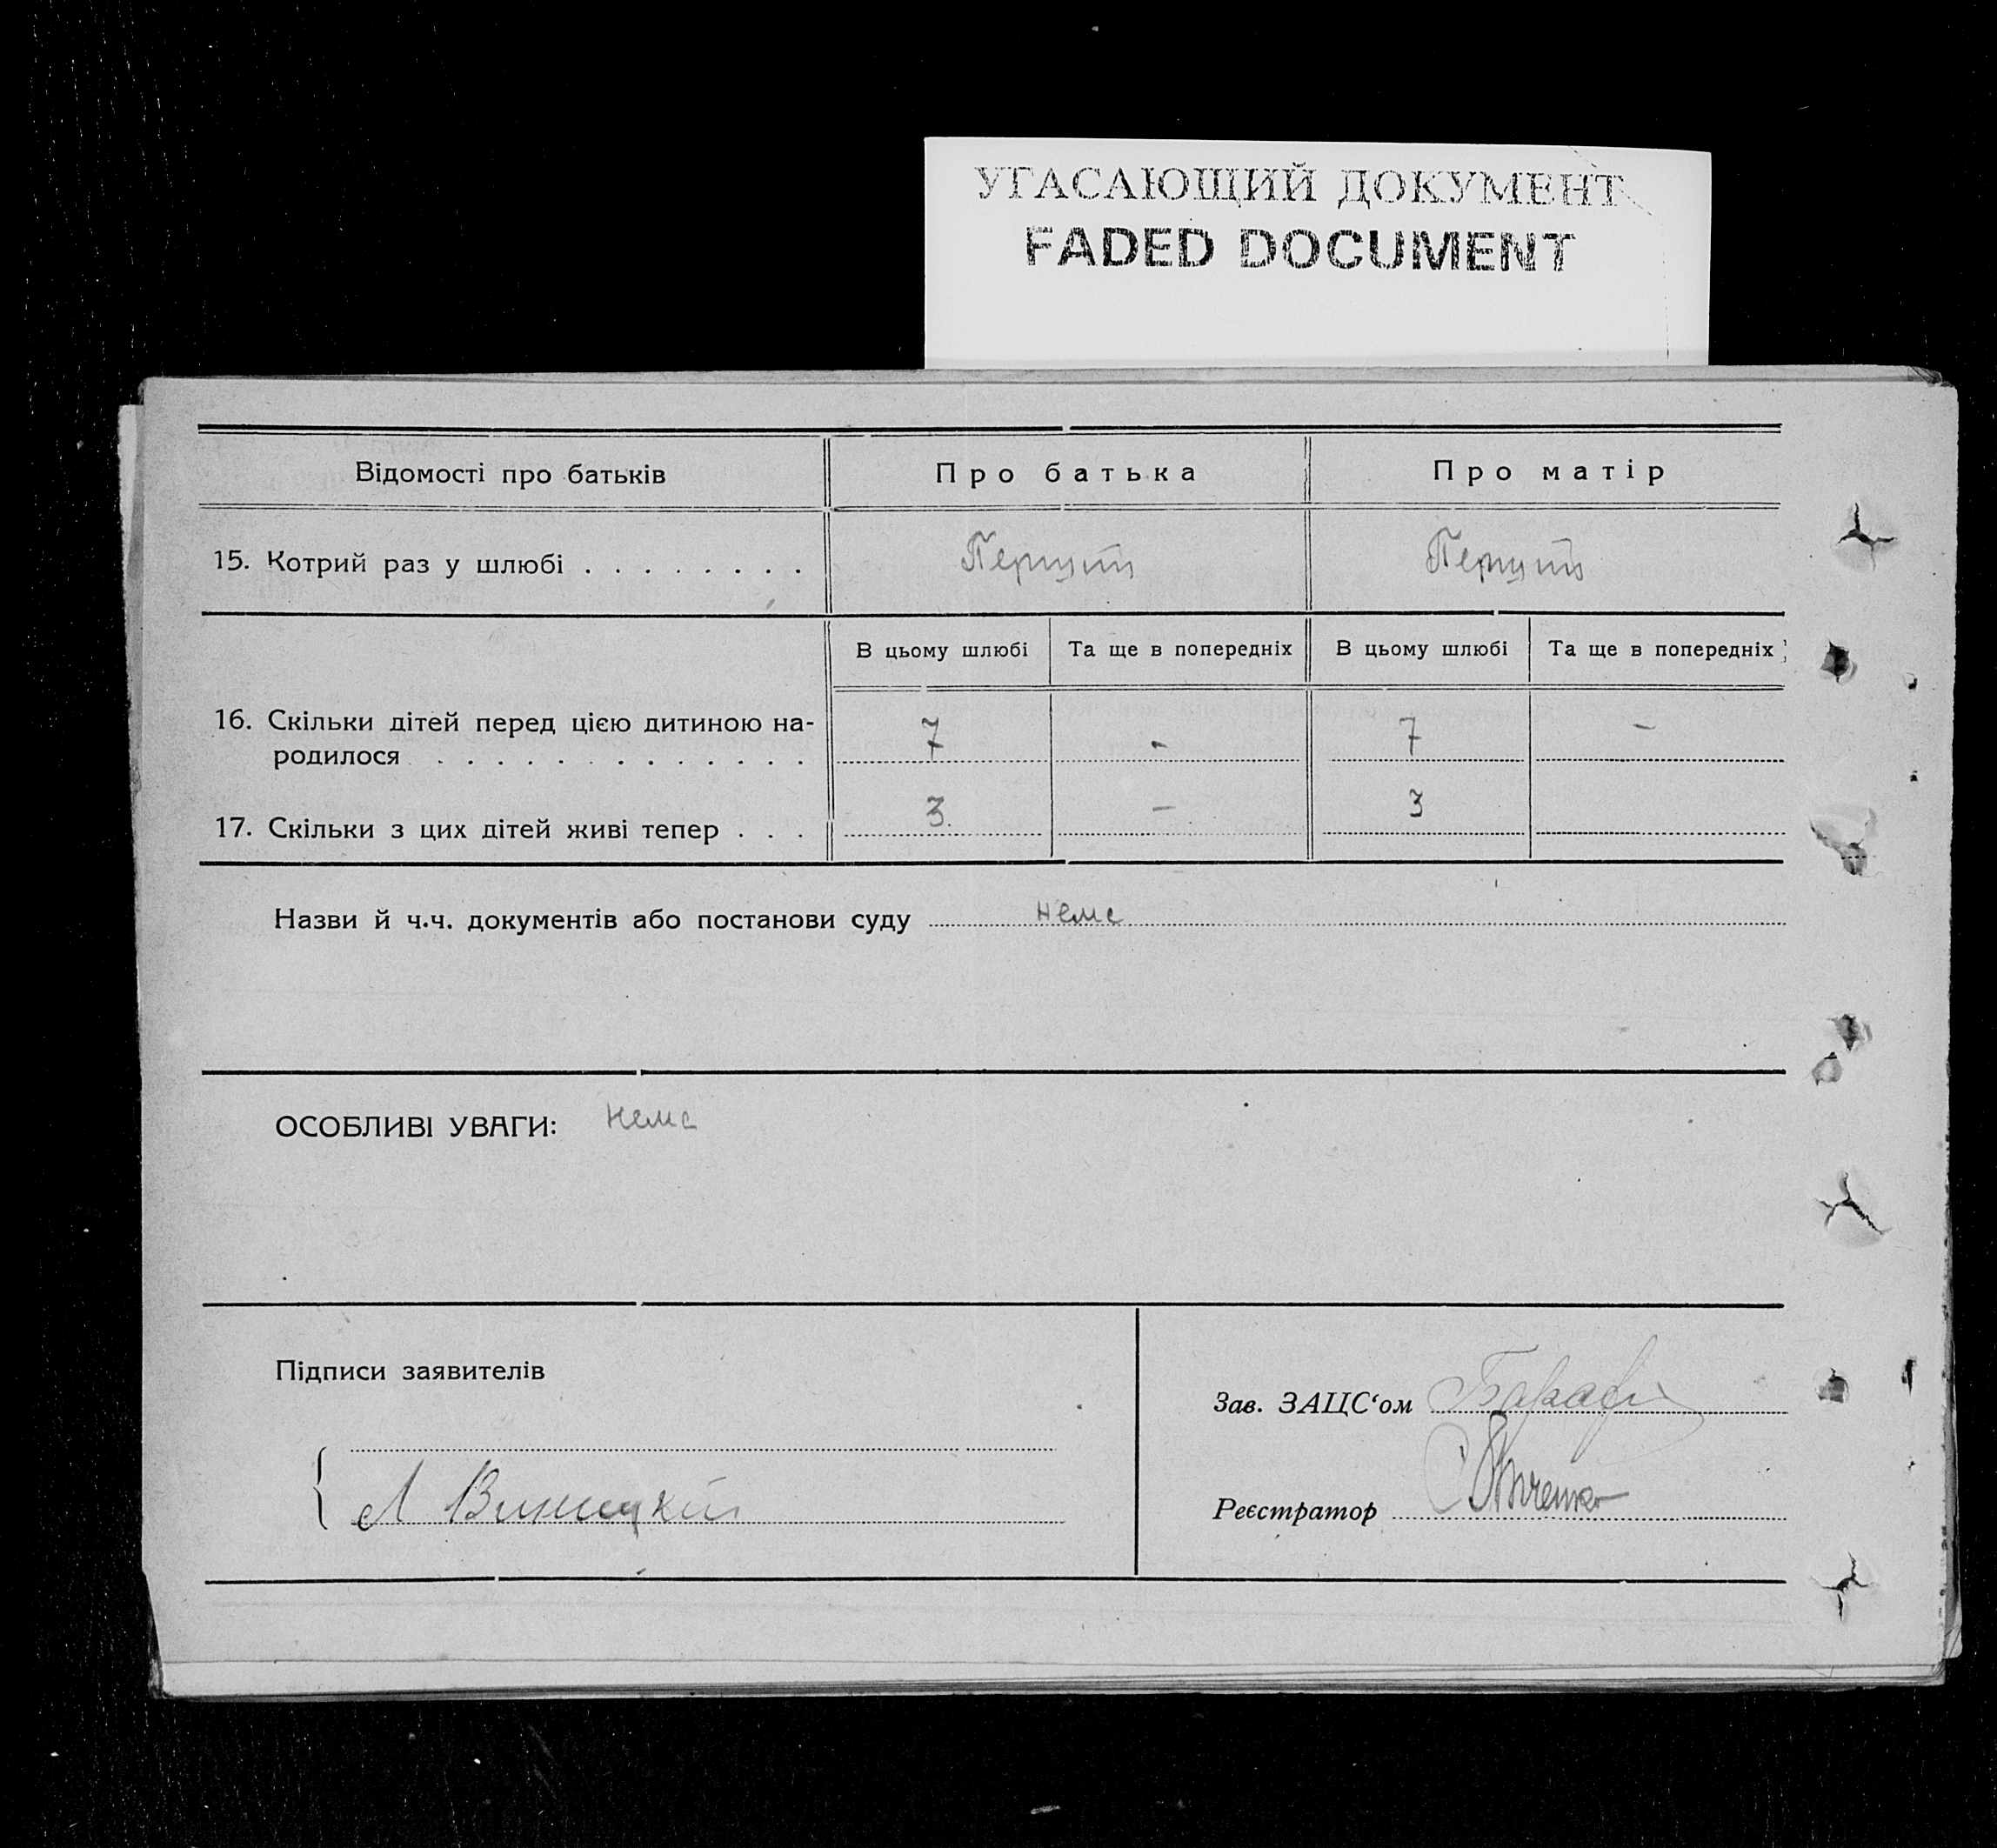 УГАСАЮЩИЙ ДОКУМЕНТ
FADED DOCUMENT
Відомості про батьків
Про батька
Про матір
15. Котрий раз у шлюбі . . . . . . . .
Перший
Перший
В цьому шлюбі
Та ще в попередніх
В цьому шлюбі
Та ще в попередніх
16. Скільки дітей перед цією дитиною на-
родилося . . . . . . . . . . . . .
7
-
7
-
17. Скільки з цих дітей живі тепер . . .
3
-
3
Назви й ч.ч. документів або постанови суду
нема
ОСОБЛИВІ УВАГИ: нема
Підписи заявителів
Л Виницкий
Зав. ЗАЦС‘ом
Реєстратор